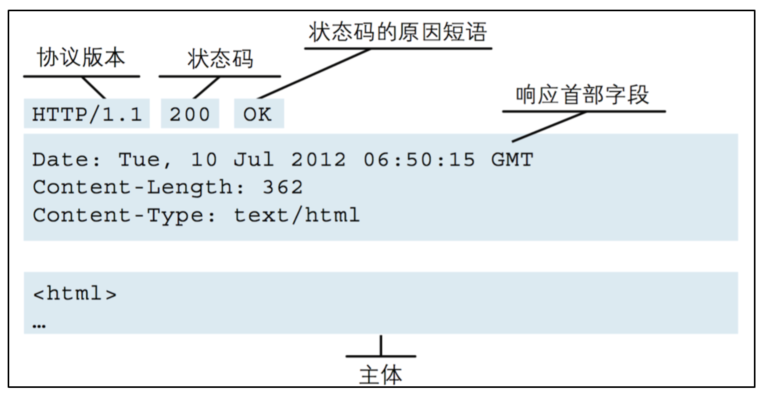 协议版本 状态码 状态码的原因短语
HTTP/1.1 200 OK
响应首部字段
Date: Tue, 10 Jul 2012 06:50:15 GMT
Content-Length: 362
Content-Type: text/html
<html>
…
主体